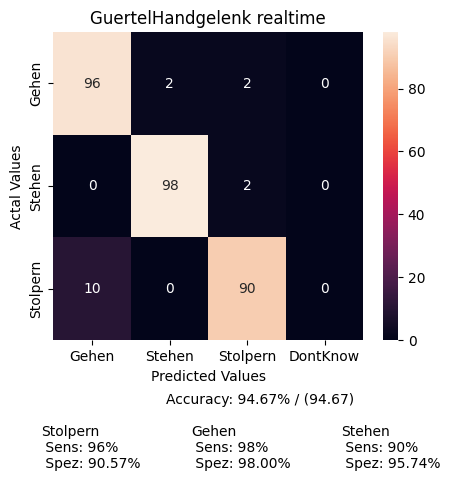 GuertelHandgelenk realtime
Actal Values
Gehen
96 2 2 0
Stehen
0 98 2 0
Stolpern
10 0 90 0
80
60
40
20
0
Gehen Stehen Stolpern DontKnow
Predicted Values
Accuracy: 94.67% / (94.67)
Stolpern
Sens: 96%
Spez: 90.57%
Gehen
Sens: 98%
Spez: 98.00%
Stehen
Sens: 90%
Spez: 95.74%